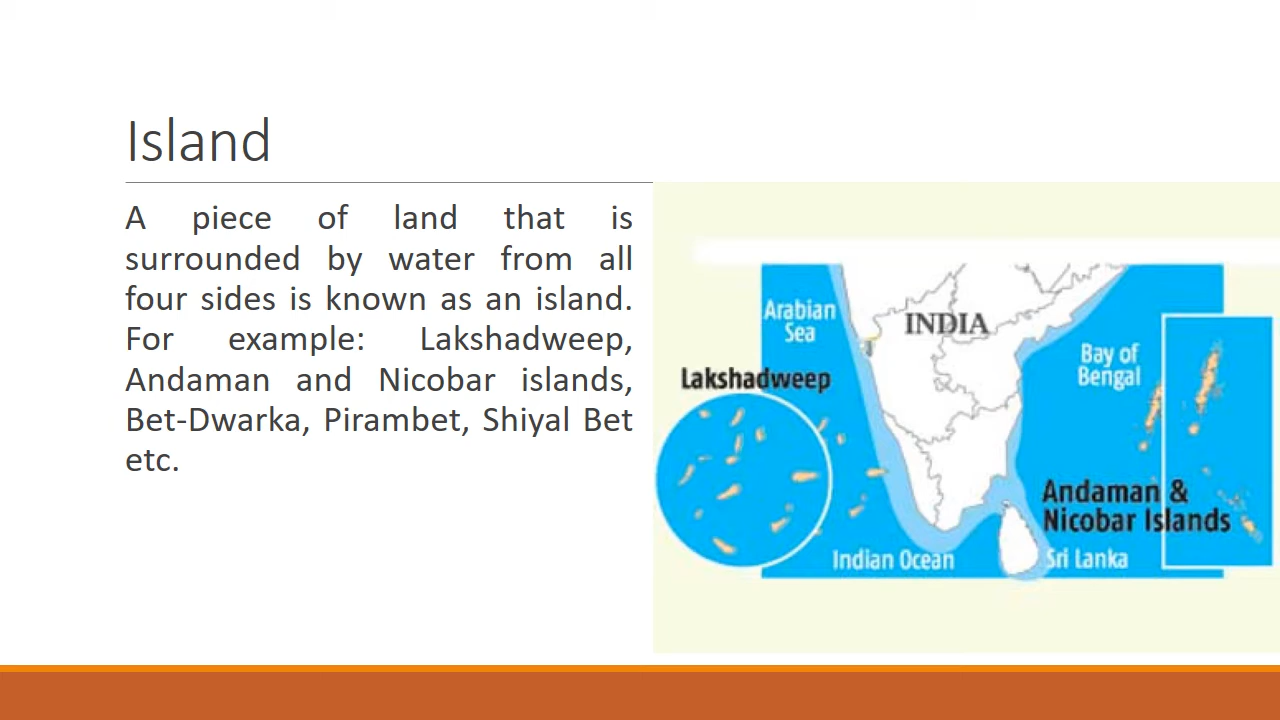 Island
A piece of land that is
surrounded by water from all
four sides is known as an island.
For example: Lakshadweep,
Andaman and Nicobar islands,
Bet-Dwarka, Pirambet, Shiyal Bet
etc.
Arabian
Sea
INDIA
Bay of
Bengal
Lakshadweep
Andaman &
Nicobar Islands
Indian Ocean
Sri Lanka